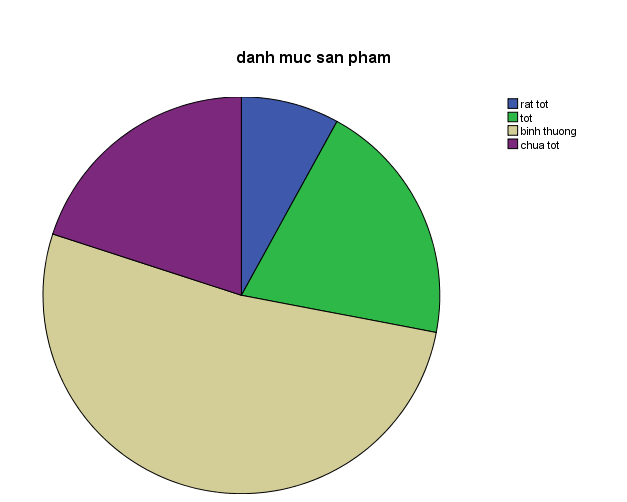 danh muc san pham
rat tot
tot
binh thuong
chua tot